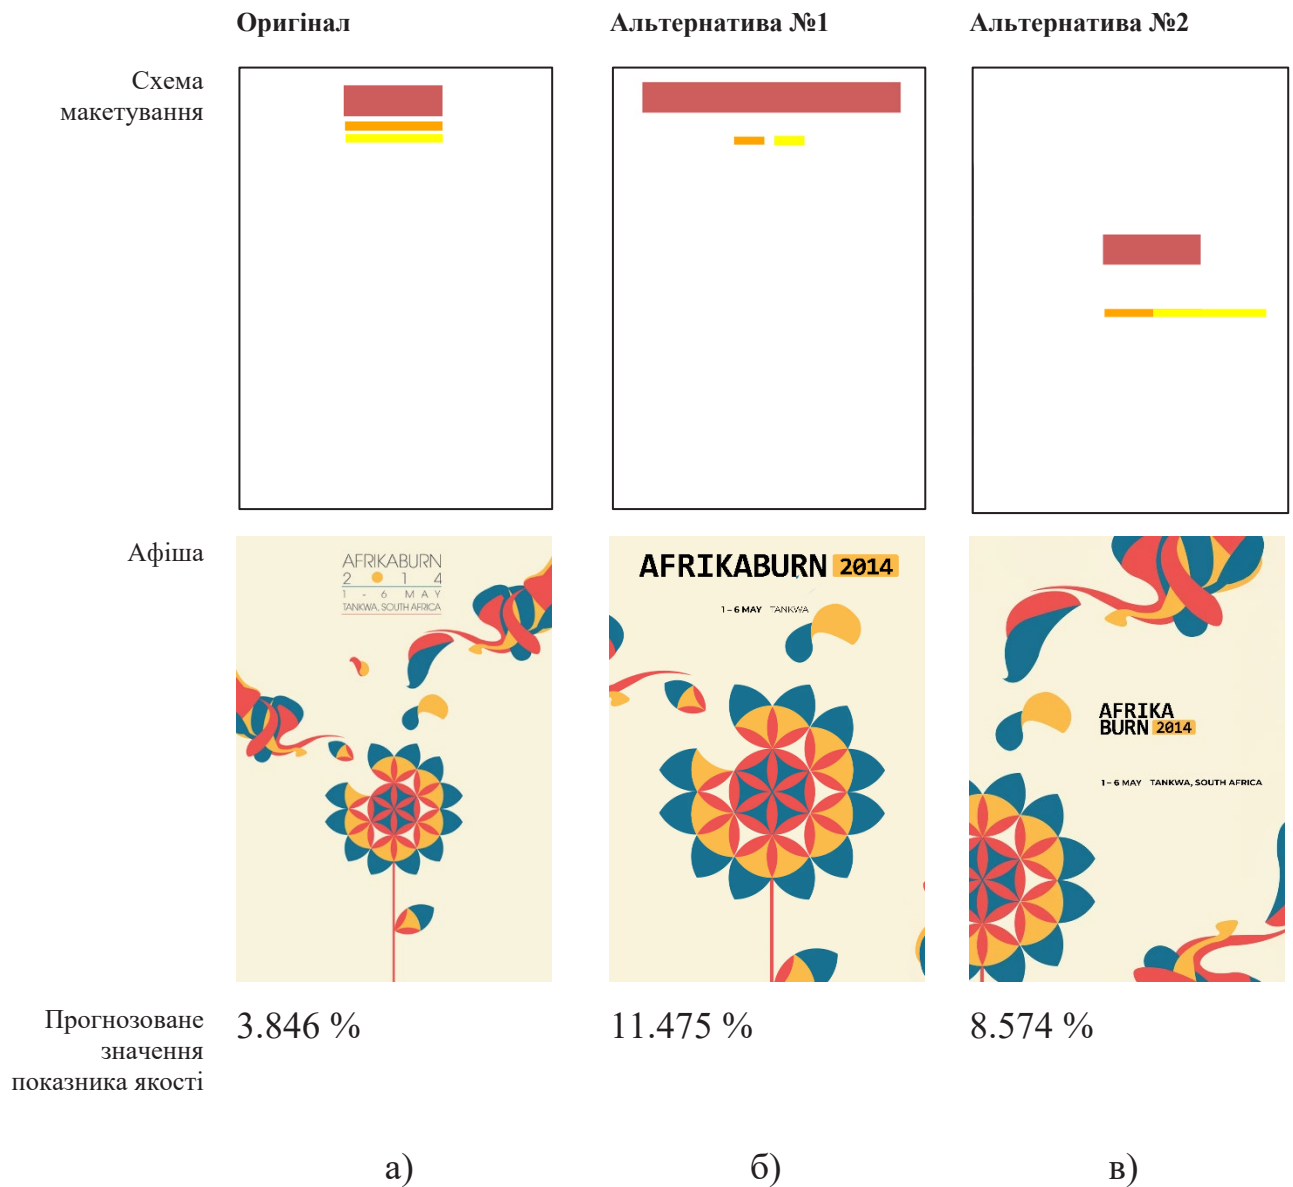 Оригінал Альтернатива №1 Альтернатива №2
Схема
макетування
Афіша
AFRIKABURN
2 1 4
1 - 6 MAY
TANKWA, SOUTH AFRICA
AFRIKABURN 2014
1 – 6 MAY TANKWA
AFRIKA
BURN 2014
1 – 6 MAY TANKWA, SOUTH AFRICA
Прогнозоване
значення
показника якості
3.846 % 11.475 % 8.574 %
а) б) в)